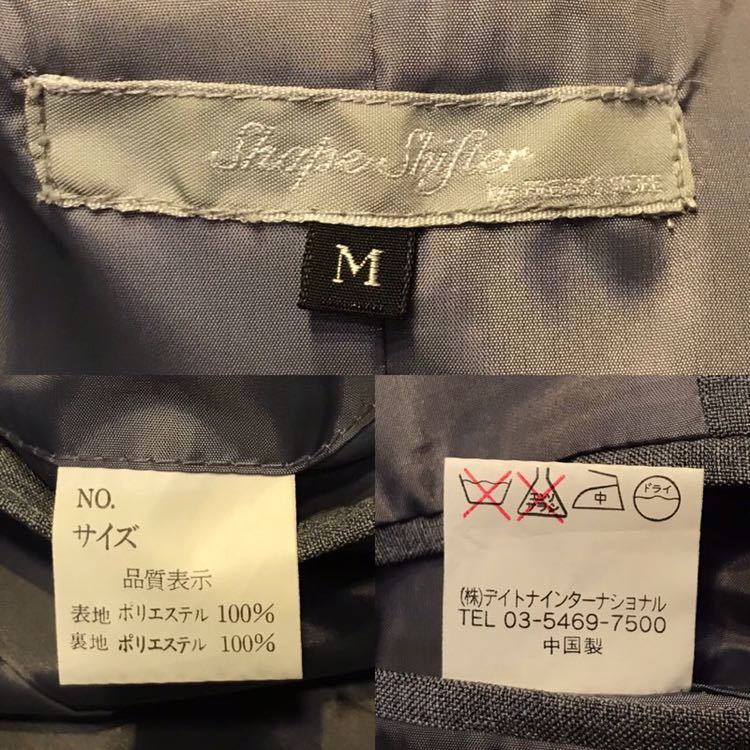 Shape Shifter
M
NO.
サイズ
品質表示
表地 ポリエステル 100%
裏地 ポリエステル 100%
エンソ 中 ドライ
(株)デイトナインターナショナル
TEL 03-5469-7500
中国製